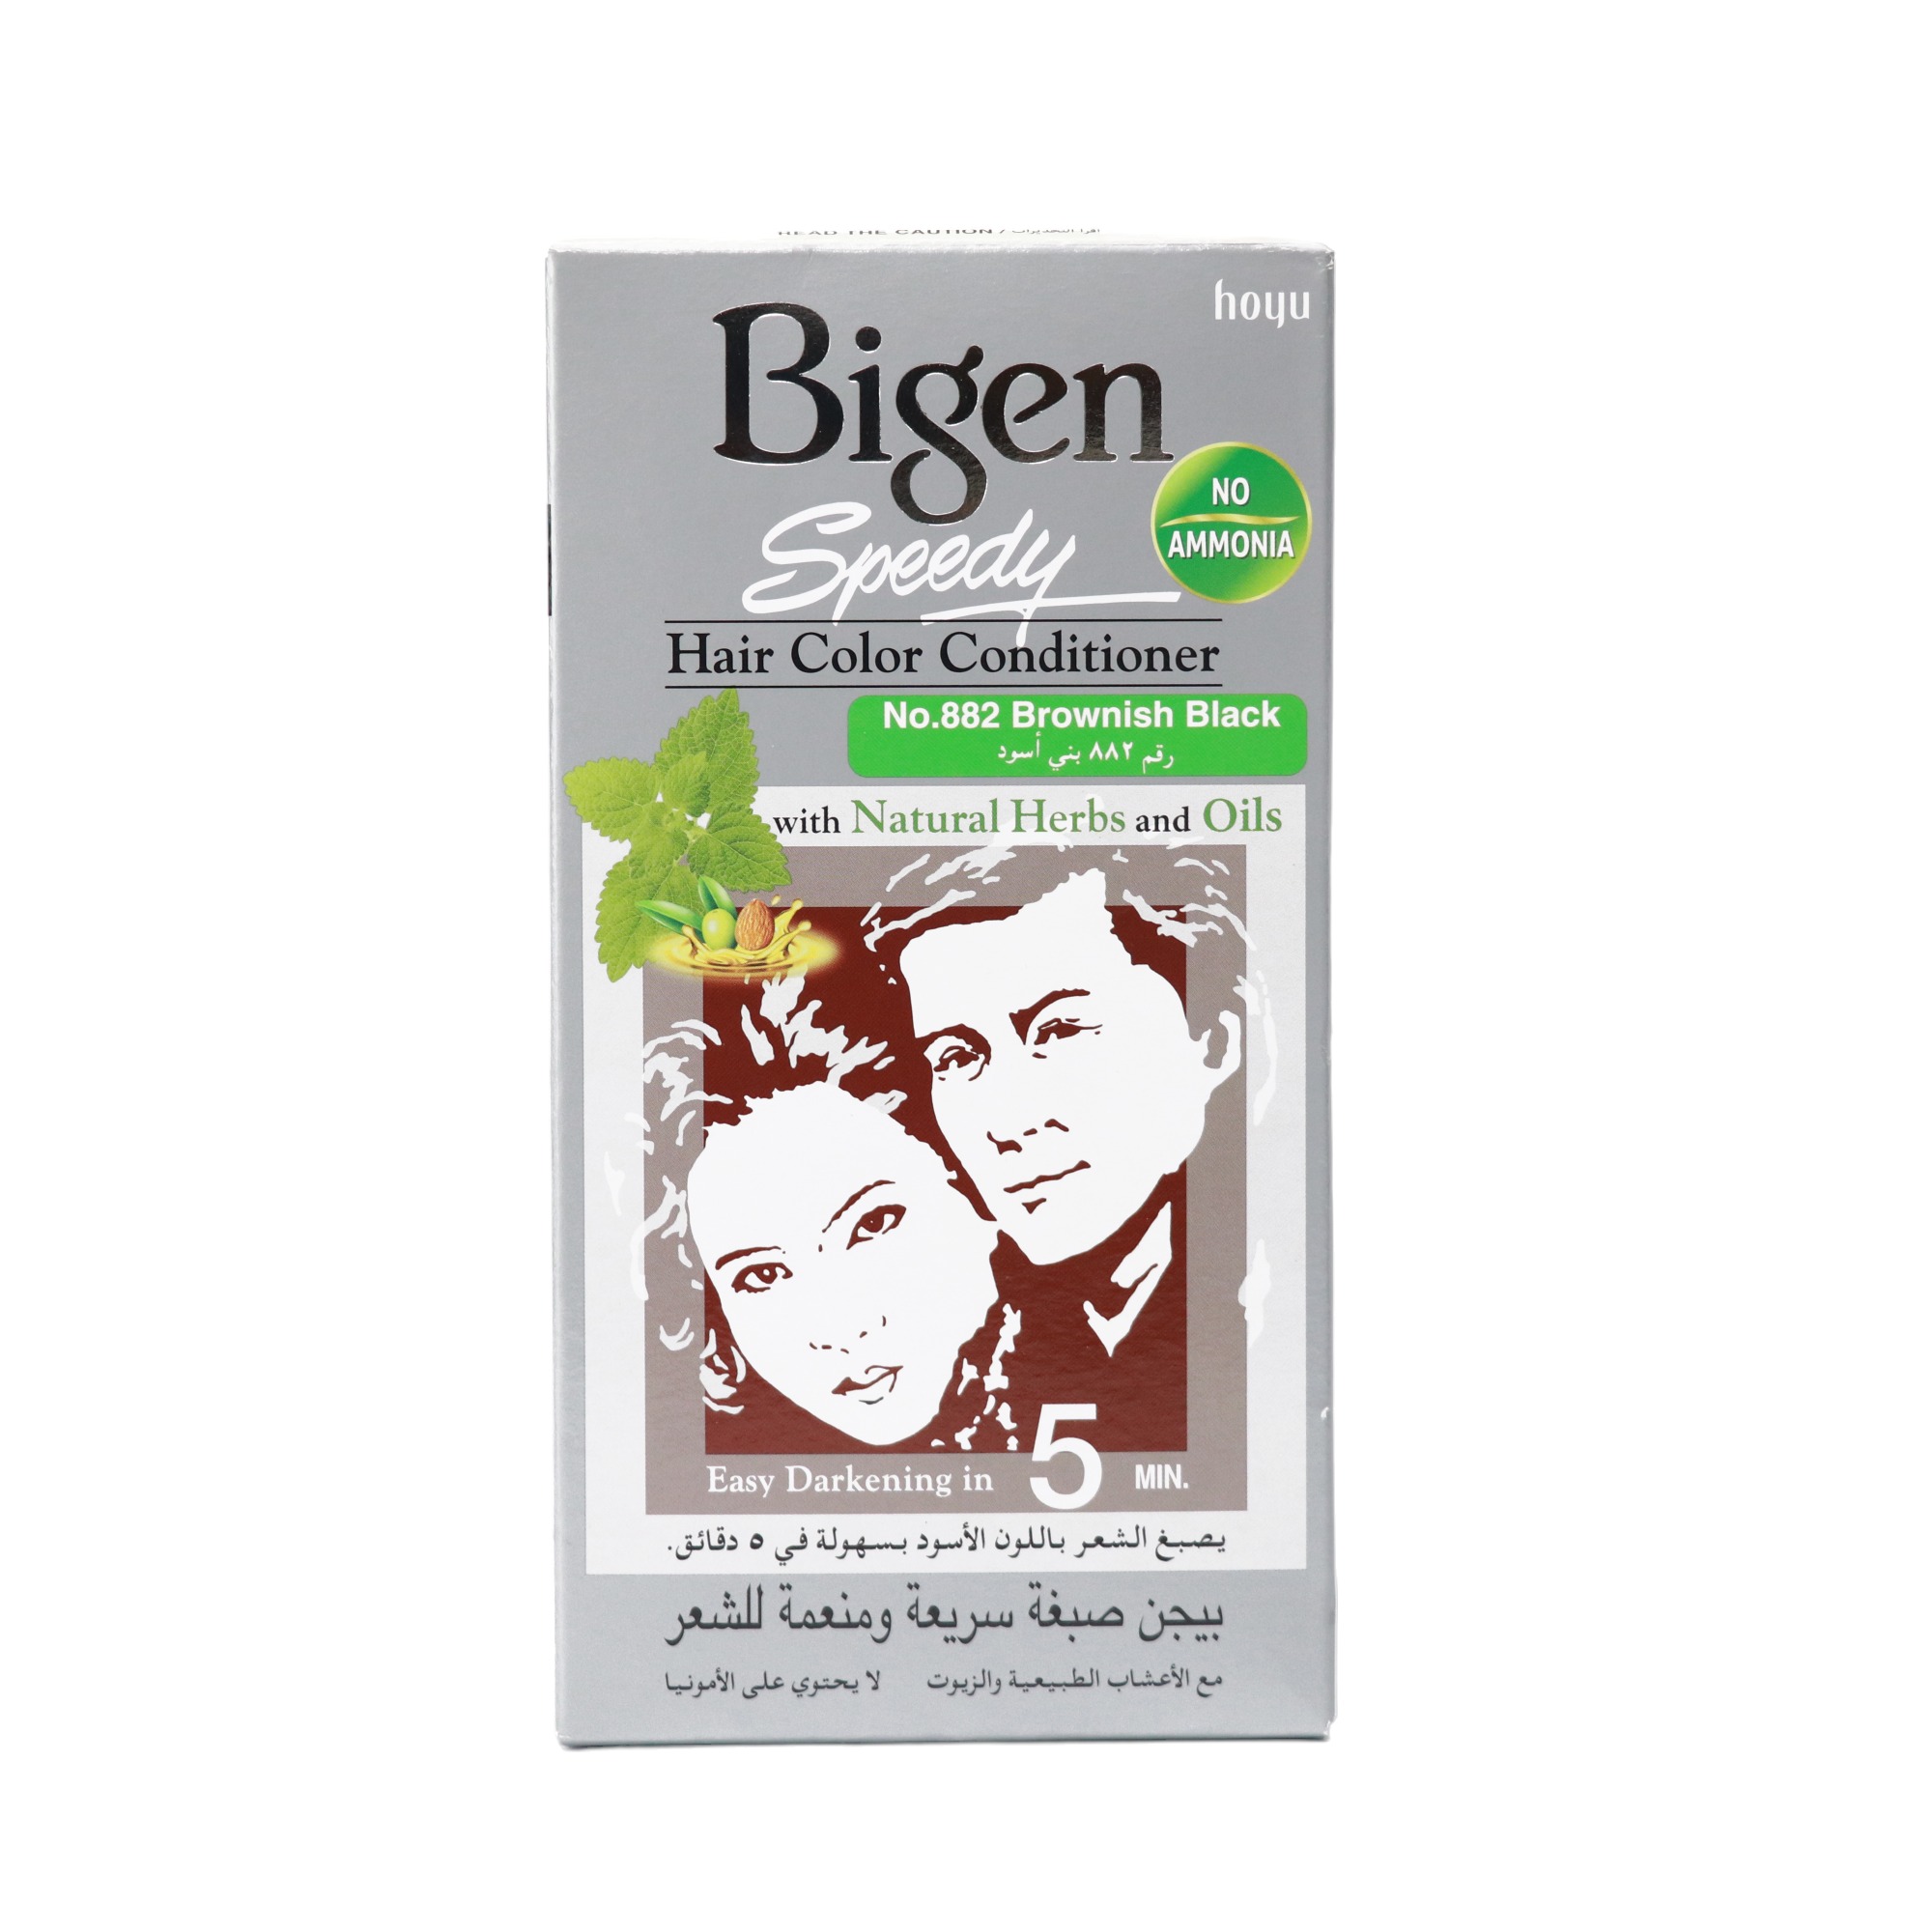 READ THE CAUTION / اقرأ التحذيرات
hoyu
Bigen
Speedy
NO
AMMONIA
Hair Color Conditioner
No.882 Brownish Black
رقم ٨٨٢ بني أسود
with Natural Herbs and Oils
Easy Darkening in 5 MIN.
يصبغ الشعر باللون الأسود بسهولة في ٥ دقائق.
بيجن صبغة سريعة ومنعمة للشعر
مع الأعشاب الطبيعية والزيوت لا يحتوي على الأمونيا